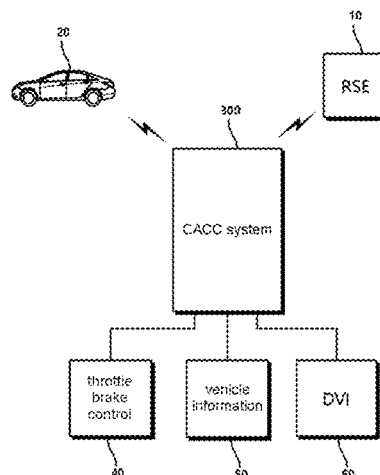 20
10
RSE
300
CACC system
throttle
brake
control
vehicle
information
DVI
40
50
60